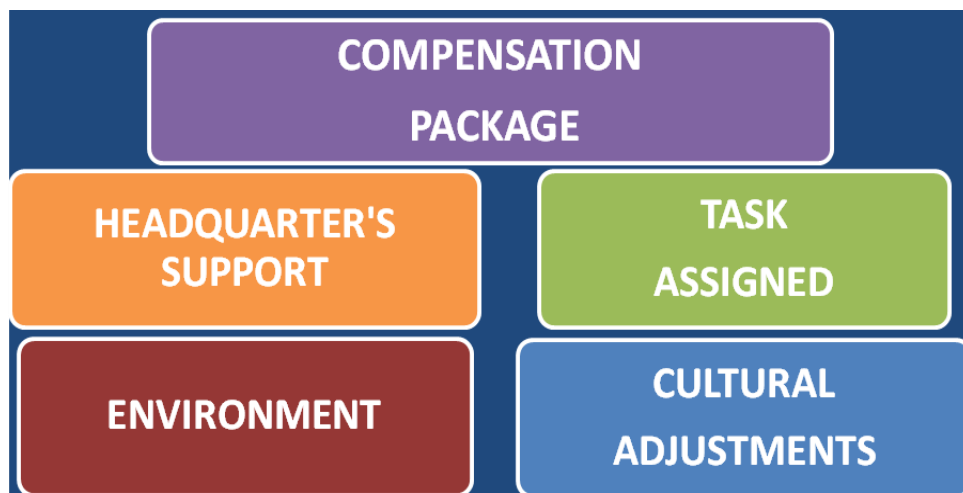 COMPENSATION
PACKAGE
HEADQUARTER'S
SUPPORT
TASK
ASSIGNED
ENVIRONMENT
CULTURAL
ADJUSTMENTS